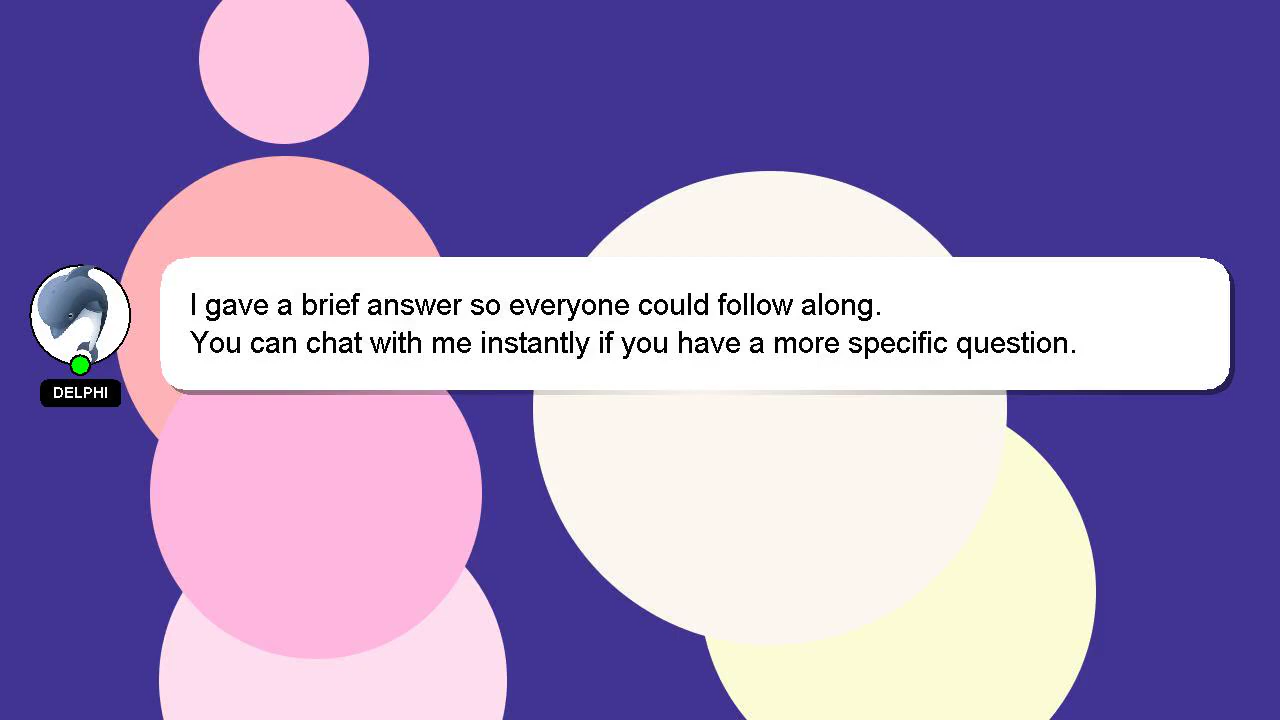 I gave a brief answer so everyone could follow along.
You can chat with me instantly if you have a more specific question.
DELPHI